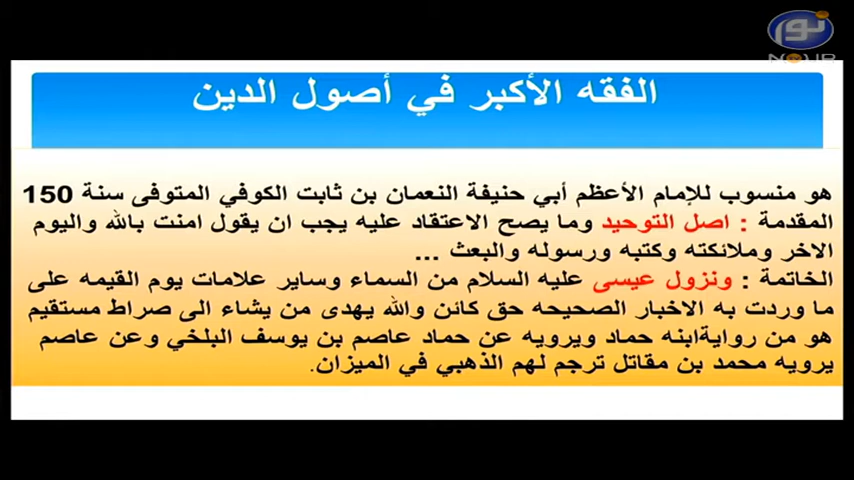 نور
NOUR
الفقه الأكبر في أصول الدين
هو منسوب للإمام الأعظم أبي حنيفة النعمان بن ثابت الكوفي المتوفى سنة 150
المقدمة : اصل التوحيد وما يصح الاعتقاد عليه يجب ان يقول امنت بالله واليوم
الاخر وملائكته وكتبه ورسوله والبعث ...
الخاتمة : ونزول عيسى عليه السلام من السماء وساير علامات يوم القيمه على
ما وردت به الاخبار الصحيحه حق كائن والله يهدى من يشاء الى صراط مستقيم
هو من روايةابنه حماد ويرويه عن حماد عاصم بن يوسف البلخي وعن عاصم
يرويه محمد بن مقاتل ترجم لهم الذهبي في الميزان.